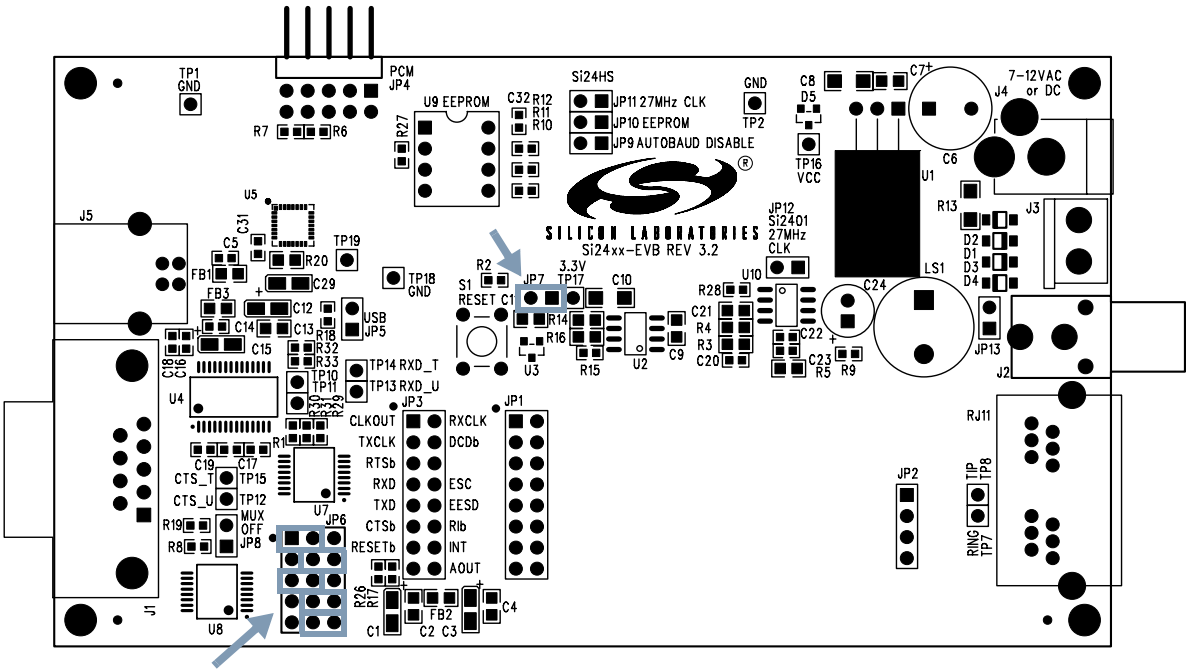 TP1
GND
PCM
JP4
R7
R6
R27
U9 EEPROM
C32
R12
R11
R10
Si24HS
JP11 27MHz CLK
JP10 EEPROM
JP9 AUTOBAUD DISABLE
GND
TP2
C8
D5
TP16
VCC
C7
+
C6
7-12VAC
or DC
J4
U1
R13
J3
D2
D1
D3
D4
®
SILICON LABORATORIES
Si24xx-EVB REV 3.2
JP12
Si2401
27MHz
CLK
J5
U5
C31
C5
FB1
R20
TP19
C29
TP18
GND
FB3
+
C12
C14
C13
R18
USB
JP5
+
C15
C18
C16
R32
R33
TP10
TP11
R30
R31
R29
TP14 RXD_T
TP13 RXD_U
R2
S1
RESET
C1
JP7
3.3V
TP17
C10
R14
R16
R15
U3
U2
C9
U10
R28
C21
R4
R3
C20
C22
C23
R5
R9
C24
LS1
JP13
J2
RJ11
U4
R1
C19
C17
CTS_T
TP15
CTS_U
TP12
MUX
OFF
JP8
R19
R8
U7
JP6
U8
J1
JP3
CLKOUT
RXCLK
TXCLK
DCDb
RTSb
RXD
ESC
TXD
EESD
CTSb
RIb
RESETb
INT
AOUT
JP1
R26
R17
+
C1
C2
FB2
C3
+
C4
JP2
TIP
TP8
RING
TP7